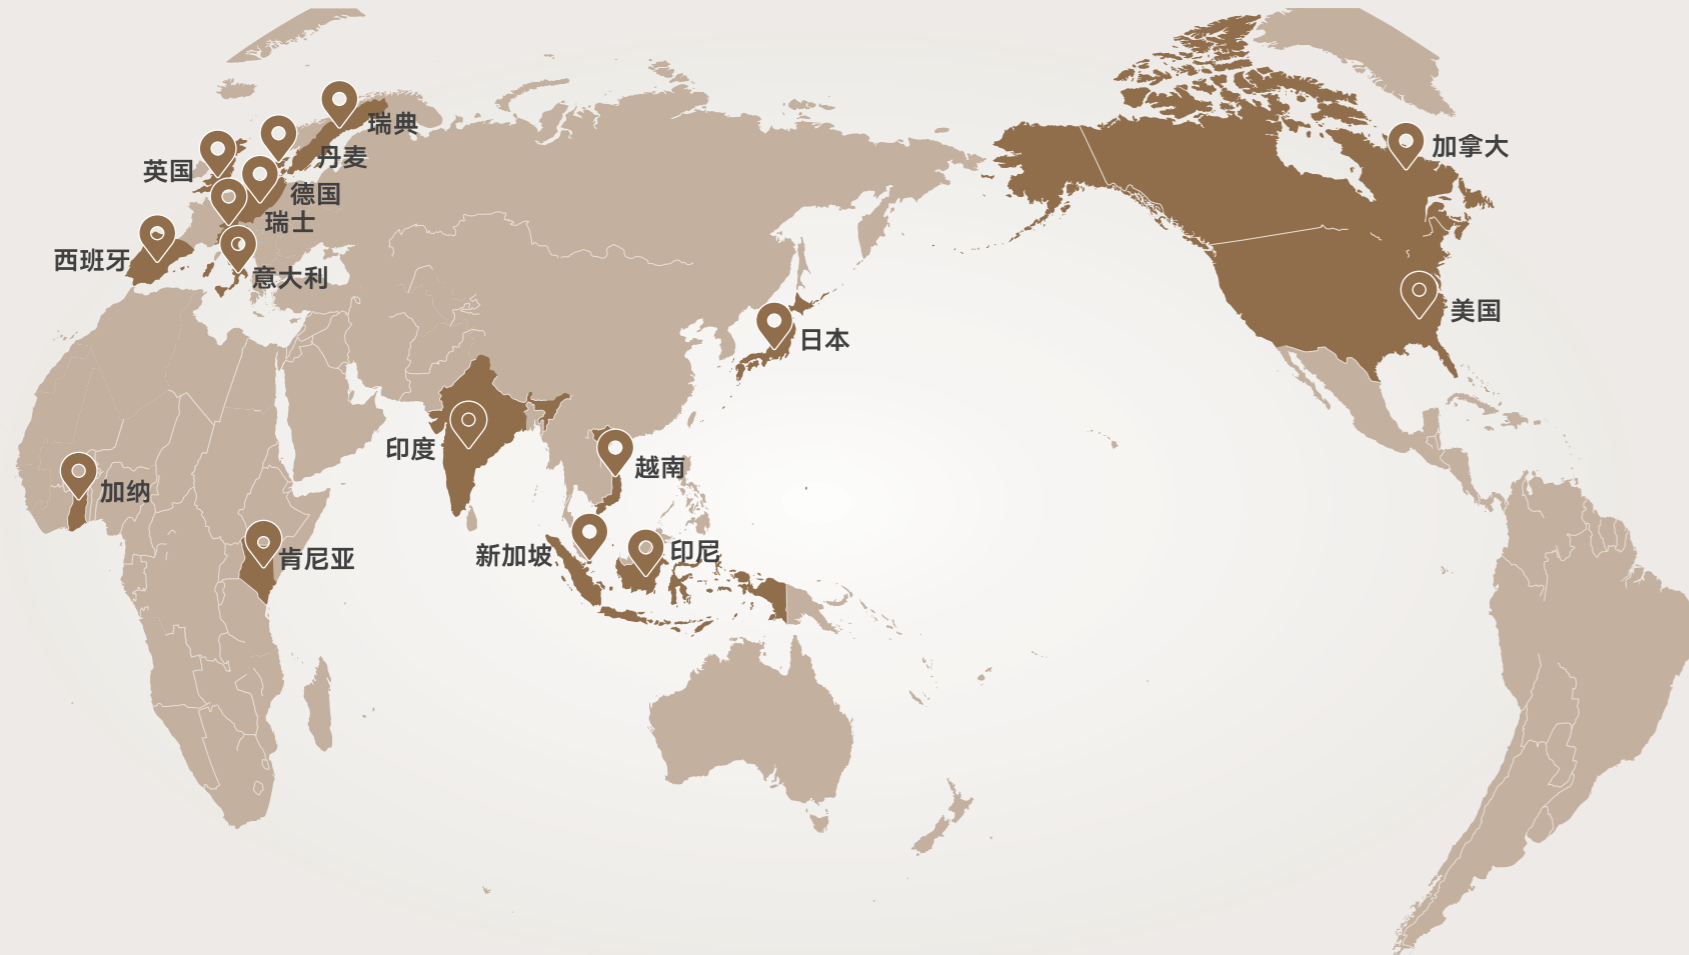 瑞典
加拿大
丹麦
英国
德国
瑞士
西班牙
意大利
美国
日本
印度
越南
加纳
新加坡
印尼
肯尼亚